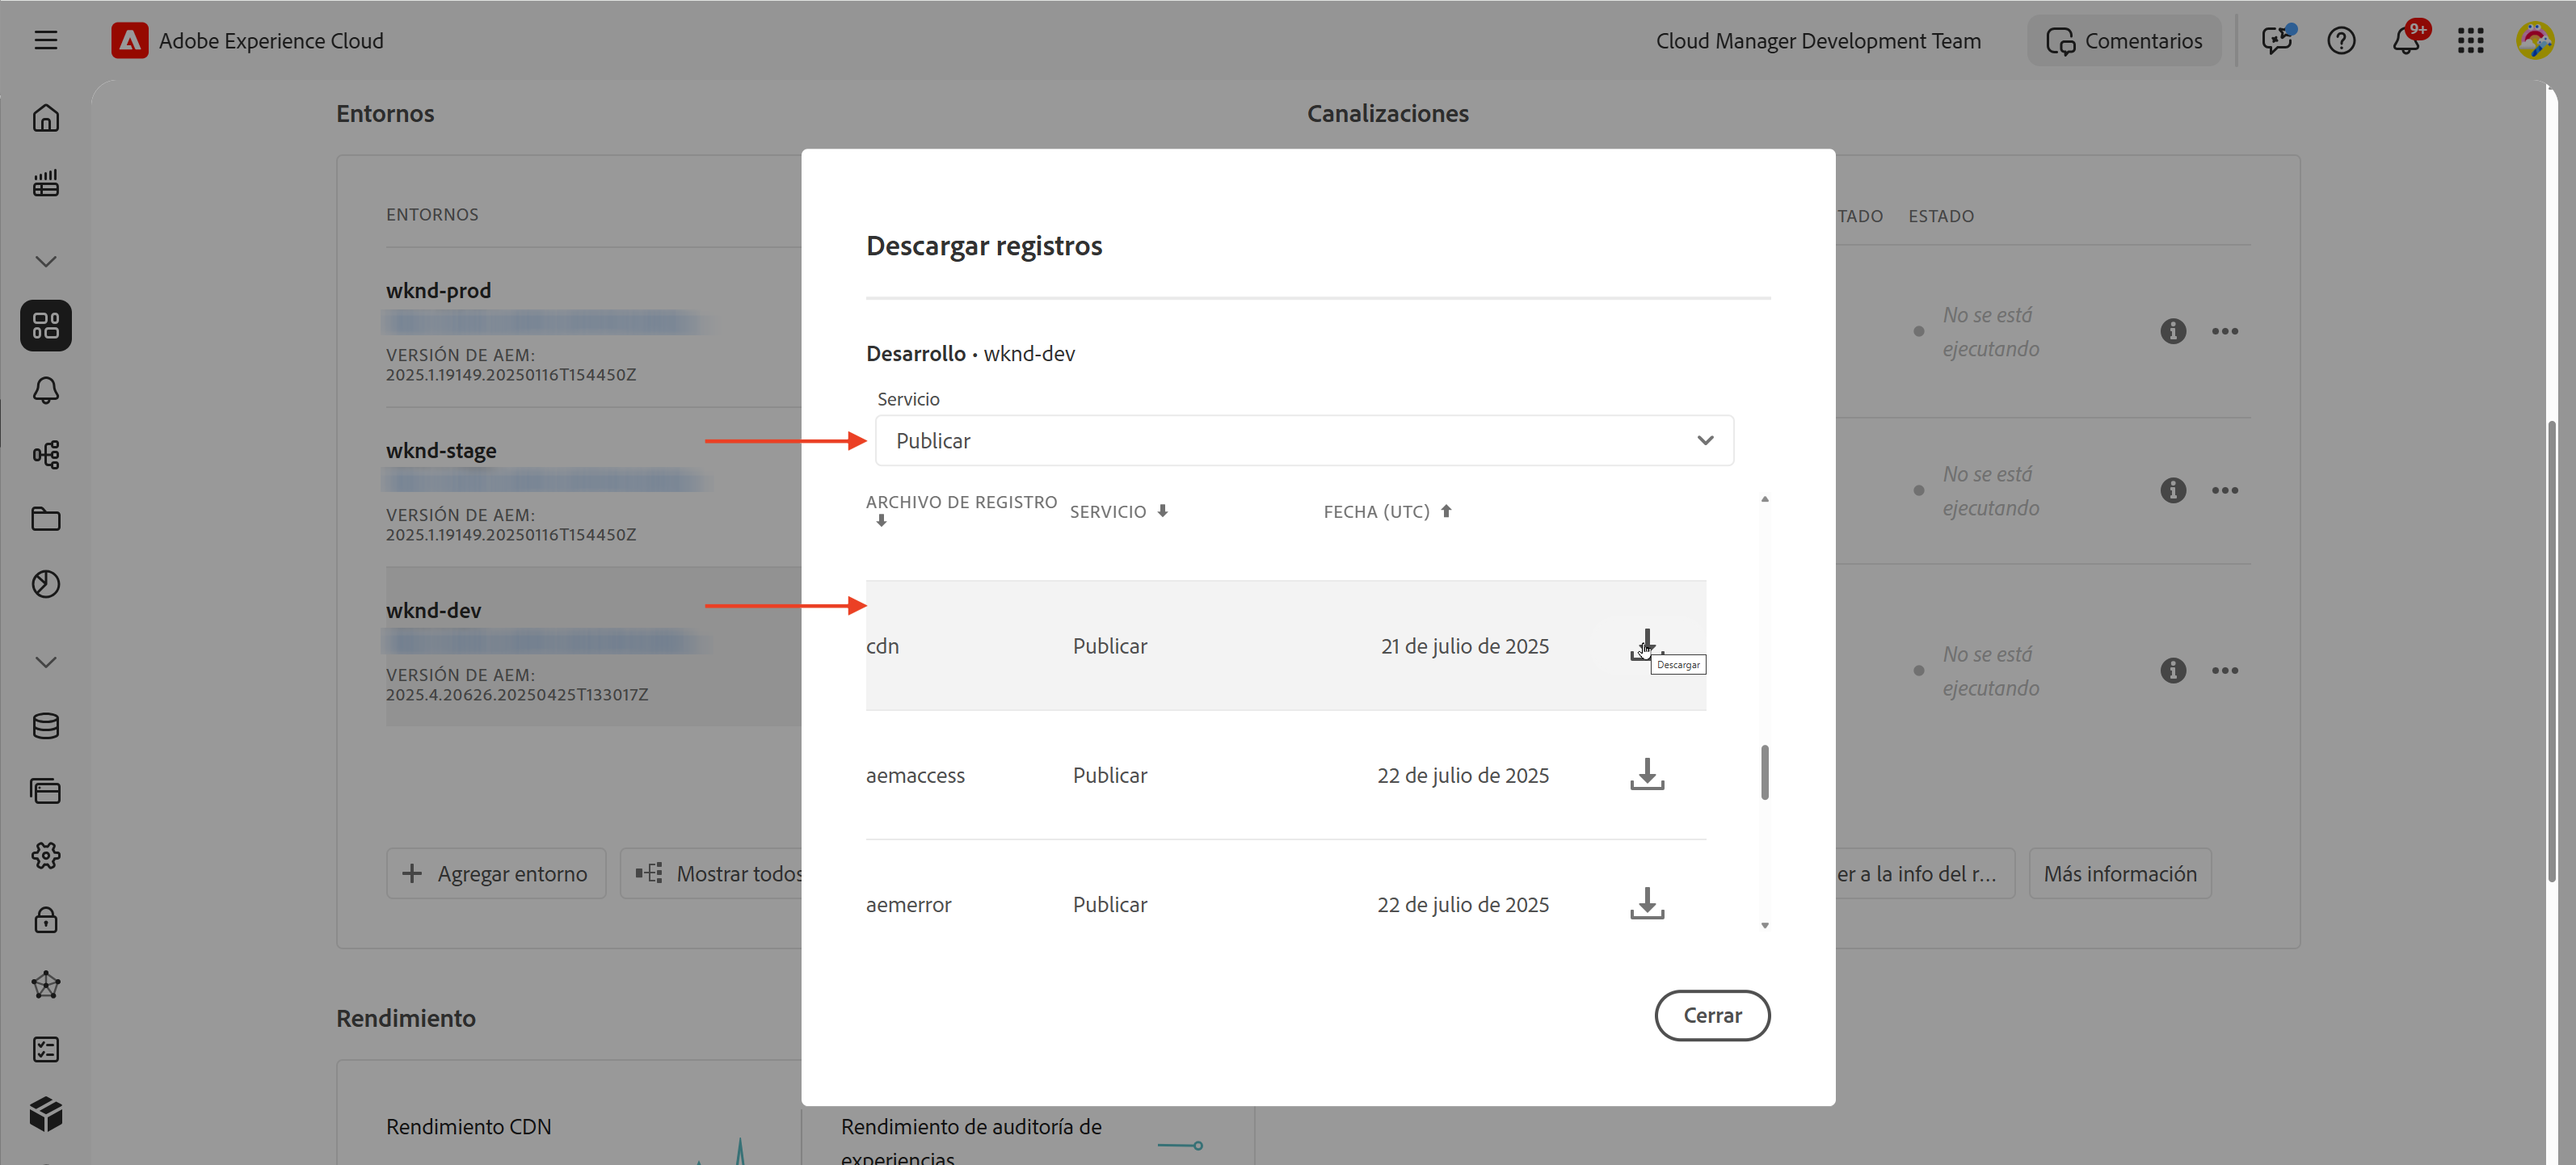 Adobe Experience Cloud
Cloud Manager Development Team
Comentarios
9+
Entornos
Canalizaciones
ENTORNOS
wknd-prod
VERSIÓN DE AEM:
2025.1.19149.20250116T154450Z
wknd-stage
VERSIÓN DE AEM:
2025.1.19149.20250116T154450Z
wknd-dev
VERSIÓN DE AEM:
2025.4.20626.20250425T133017Z
Agregar entorno
Mostrar todos
Descargar registros
Desarrollo • wknd-dev
Servicio
Publicar
ARCHIVO DE REGISTRO
SERVICIO
FECHA (UTC)
cdn
Publicar
21 de julio de 2025
Descargar
aemaccess
Publicar
22 de julio de 2025
aemerror
Publicar
22 de julio de 2025
Cerrar
TADO
ESTADO
No se está
ejecutando
No se está
ejecutando
No se está
ejecutando
er a la info del r...
Más información
Rendimiento
Rendimiento CDN
Rendimiento de auditoría de
experiencias